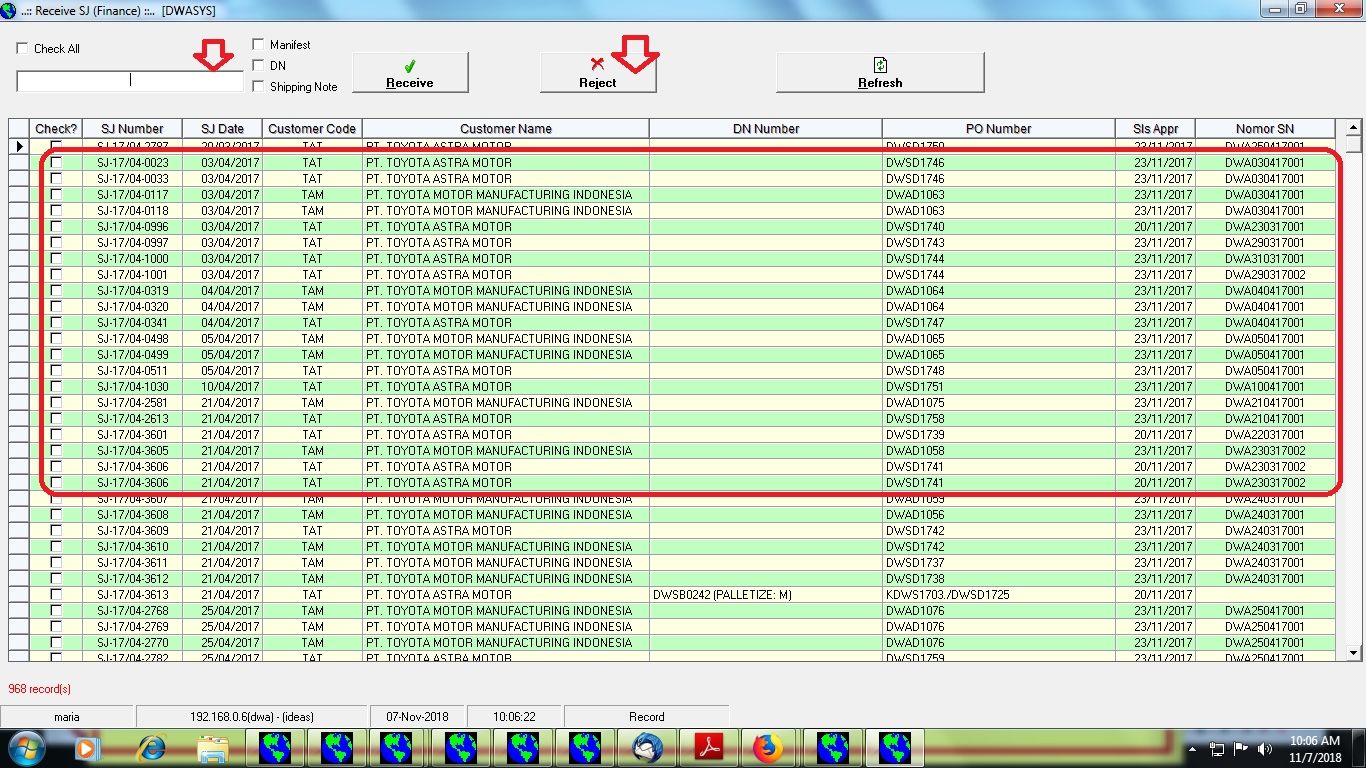 ..:: Receive SJ (Finance) ::.. [DWASYS]
Check All
Manifest
DN
Shipping Note
Receive
Reject
Refresh
Check? SJ Number SJ Date Customer Code Customer Name DN Number PO Number Sls Appr Nomor SN
SJ-17/04-2787 20/03/2017 TAT PT. TOYOTA ASTRA MOTOR DWSD1750 23/11/2017 DWA250417001
SJ-17/04-0023 03/04/2017 TAT PT. TOYOTA ASTRA MOTOR DWSD1746 23/11/2017 DWA030417001
SJ-17/04-0033 03/04/2017 TAT PT. TOYOTA ASTRA MOTOR DWSD1746 23/11/2017 DWA030417001
SJ-17/04-0117 03/04/2017 TAM PT. TOYOTA MOTOR MANUFACTURING INDONESIA DWAD1063 23/11/2017 DWA030417001
SJ-17/04-0118 03/04/2017 TAM PT. TOYOTA MOTOR MANUFACTURING INDONESIA DWAD1063 23/11/2017 DWA030417001
SJ-17/04-0996 03/04/2017 TAT PT. TOYOTA ASTRA MOTOR DWSD1740 20/11/2017 DWA230317001
SJ-17/04-0997 03/04/2017 TAT PT. TOYOTA ASTRA MOTOR DWSD1743 23/11/2017 DWA290317001
SJ-17/04-1000 03/04/2017 TAT PT. TOYOTA ASTRA MOTOR DWSD1744 23/11/2017 DWA310317001
SJ-17/04-1001 03/04/2017 TAT PT. TOYOTA ASTRA MOTOR DWSD1744 23/11/2017 DWA290317002
SJ-17/04-0319 04/04/2017 TAM PT. TOYOTA MOTOR MANUFACTURING INDONESIA DWAD1064 23/11/2017 DWA040417001
SJ-17/04-0320 04/04/2017 TAM PT. TOYOTA MOTOR MANUFACTURING INDONESIA DWAD1064 23/11/2017 DWA040417001
SJ-17/04-0341 04/04/2017 TAT PT. TOYOTA ASTRA MOTOR DWSD1747 23/11/2017 DWA040417001
SJ-17/04-0498 05/04/2017 TAM PT. TOYOTA MOTOR MANUFACTURING INDONESIA DWAD1065 23/11/2017 DWA050417001
SJ-17/04-0499 05/04/2017 TAM PT. TOYOTA MOTOR MANUFACTURING INDONESIA DWAD1065 23/11/2017 DWA050417001
SJ-17/04-0511 05/04/2017 TAT PT. TOYOTA ASTRA MOTOR DWSD1748 23/11/2017 DWA050417001
SJ-17/04-1030 10/04/2017 TAT PT. TOYOTA ASTRA MOTOR DWSD1751 23/11/2017 DWA100417001
SJ-17/04-2581 21/04/2017 TAM PT. TOYOTA MOTOR MANUFACTURING INDONESIA DWAD1075 23/11/2017 DWA210417001
SJ-17/04-2613 21/04/2017 TAT PT. TOYOTA ASTRA MOTOR DWSD1758 23/11/2017 DWA210417001
SJ-17/04-3601 21/04/2017 TAT PT. TOYOTA ASTRA MOTOR DWSD1739 20/11/2017 DWA220317001
SJ-17/04-3605 21/04/2017 TAM PT. TOYOTA MOTOR MANUFACTURING INDONESIA DWAD1058 23/11/2017 DWA230317002
SJ-17/04-3606 21/04/2017 TAT PT. TOYOTA ASTRA MOTOR DWSD1741 20/11/2017 DWA230317002
SJ-17/04-3606 21/04/2017 TAT PT. TOYOTA ASTRA MOTOR DWSD1741 20/11/2017 DWA230317002
SJ-17/04-3607 21/04/2017 TAM PT. TOYOTA MOTOR MANUFACTURING INDONESIA DWAD1059 23/11/2017 DWA240317001
SJ-17/04-3608 21/04/2017 TAM PT. TOYOTA MOTOR MANUFACTURING INDONESIA DWAD1056 23/11/2017 DWA240317001
SJ-17/04-3609 21/04/2017 TAT PT. TOYOTA ASTRA MOTOR DWSD1742 23/11/2017 DWA240317001
SJ-17/04-3610 21/04/2017 TAM PT. TOYOTA MOTOR MANUFACTURING INDONESIA DWSD1742 23/11/2017 DWA240317001
SJ-17/04-3611 21/04/2017 TAM PT. TOYOTA MOTOR MANUFACTURING INDONESIA DWSD1737 23/11/2017 DWA240317001
SJ-17/04-3612 21/04/2017 TAM PT. TOYOTA MOTOR MANUFACTURING INDONESIA DWSD1738 23/11/2017 DWA240317001
SJ-17/04-3613 21/04/2017 TAT PT. TOYOTA ASTRA MOTOR DWSB0242 (PALLETIZE: M) KDWS1703./DWSD1725 20/11/2017
SJ-17/04-2768 25/04/2017 TAM PT. TOYOTA MOTOR MANUFACTURING INDONESIA DWAD1076 23/11/2017 DWA250417001
SJ-17/04-2769 25/04/2017 TAM PT. TOYOTA MOTOR MANUFACTURING INDONESIA DWAD1076 23/11/2017 DWA250417001
SJ-17/04-2770 25/04/2017 TAM PT. TOYOTA MOTOR MANUFACTURING INDONESIA DWAD1076 23/11/2017 DWA250417001
SJ-17/04-2782 25/04/2017 TAT PT. TOYOTA ASTRA MOTOR DWSD1759 23/11/2017 DWA250417001
968 record(s)
maria 192.168.0.6(dwa) - (ideas) 07-Nov-2018 10:06:22 Record
10:06 AM
11/7/2018